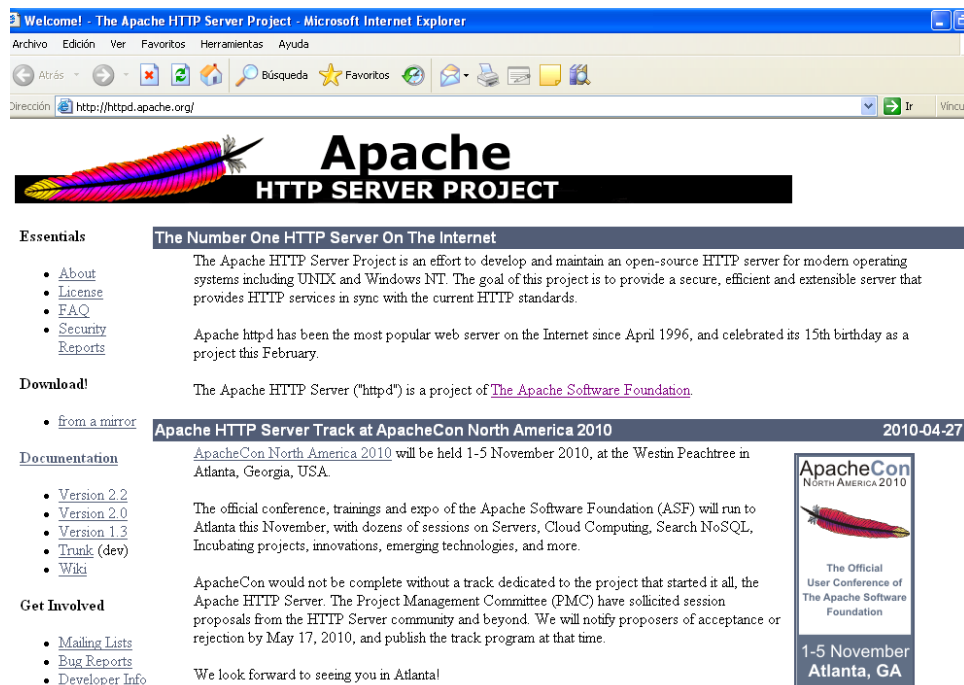 Welcome! - The Apache HTTP Server Project - Microsoft Internet Explorer
Archivo Edición Ver Favoritos Herramientas Ayuda
Atrás Búsqueda Favoritos
Dirección http://httpd.apache.org/ Ir Víncu
Apache
HTTP SERVER PROJECT
Essentials
About
License
FAQ
Security
Reports
Download!
from a mirror
Documentation
Version 2.2
Version 2.0
Version 1.3
Trunk (dev)
Wiki
Get Involved
Mailing Lists
Bug Reports
Developer Info
The Number One HTTP Server On The Internet
The Apache HTTP Server Project is an effort to develop and maintain an open-source HTTP server for modern operating
systems including UNIX and Windows NT. The goal of this project is to provide a secure, efficient and extensible server that
provides HTTP services in sync with the current HTTP standards.
Apache httpd has been the most popular web server on the Internet since April 1996, and celebrated its 15th birthday as a
project this February.
The Apache HTTP Server ("httpd") is a project of The Apache Software Foundation.
Apache HTTP Server Track at ApacheCon North America 2010 2010-04-27
ApacheCon North America 2010 will be held 1-5 November 2010, at the Westin Peachtree in
Atlanta, Georgia, USA.
The official conference, trainings and expo of the Apache Software Foundation (ASF) will run to
Atlanta this November, with dozens of sessions on Servers, Cloud Computing, Search NoSQL,
Incubating projects, innovations, emerging technologies, and more.
ApacheCon would not be complete without a track dedicated to the project that started it all, the
Apache HTTP Server. The Project Management Committee (PMC) have sollicited session
proposals from the HTTP Server community and beyond. We will notify proposers of acceptance or
rejection by May 17, 2010, and publish the track program at that time.
We look forward to seeing you in Atlanta!
ApacheCon
NORTH AMERICA 2010
The Official
User Conference of
The Apache Software
Foundation
1-5 November
Atlanta, GA